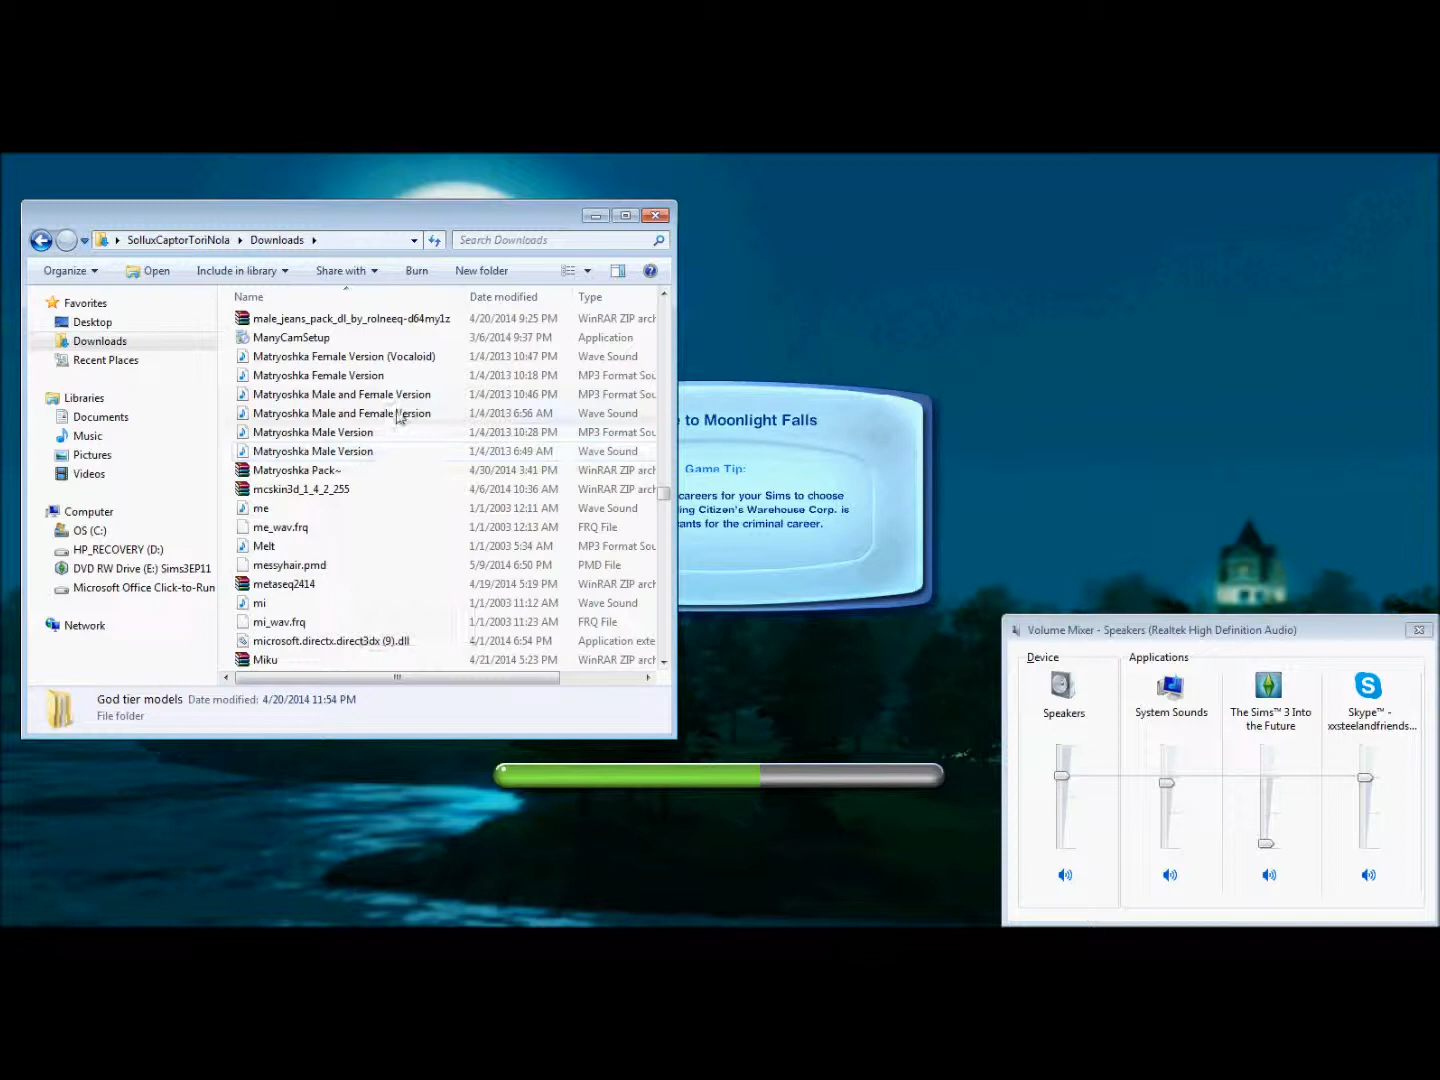 SolluxCaptorToriNola Downloads
Search Downloads
Organize Open Include in library Share with Burn New folder
Name Date modified Type
Favorites
Desktop
Downloads
Recent Places
Libraries
Documents
Music
Pictures
Videos
Computer
OS (C:)
HP_RECOVERY (D:)
DVD RW Drive (E:) Sims3EP11
Microsoft Office Click-to-Run
Network
male_jeans_pack_dl_by_rolneeq-d64my1z 4/20/2014 9:25 PM WinRAR ZIP arch
ManyCamSetup 3/6/2014 9:37 PM Application
Matryoshka Female Version (Vocaloid) 1/4/2013 10:47 PM Wave Sound
Matryoshka Female Version 1/4/2013 10:18 PM MP3 Format Sou
Matryoshka Male and Female Version 1/4/2013 10:46 PM MP3 Format Sou
Matryoshka Male and Female Version 1/4/2013 6:56 AM Wave Sound
Matryoshka Male Version 1/4/2013 10:28 PM MP3 Format Sou
Matryoshka Male Version 1/4/2013 6:49 AM Wave Sound
Matryoshka Pack~ 4/30/2014 3:41 PM WinRAR ZIP arch
mcskin3d_1_4_2_255 4/6/2014 10:36 AM WinRAR ZIP arch
me 1/1/2003 12:11 AM Wave Sound
me_wav.frq 1/1/2003 12:13 AM FRQ File
Melt 1/1/2003 5:34 AM MP3 Format Sou
messyhair.pmd 5/9/2014 6:50 PM PMD File
metaseq2414 4/19/2014 5:19 PM WinRAR ZIP arch
mi 1/1/2003 11:12 AM Wave Sound
mi_wav.frq 1/1/2003 11:23 AM FRQ File
microsoft.directx.direct3dx (9).dll 4/1/2014 6:54 PM Application exte
Miku 4/21/2014 5:23 PM WinRAR ZIP arch
God tier models Date modified: 4/20/2014 11:54 PM
File folder
e to Moonlight Falls
Game Tip:
careers for your Sims to choose
ing Citizen's Warehouse Corp. is
ants for the criminal career.
Volume Mixer - Speakers (Realtek High Definition Audio)
Device Applications
Speakers
System Sounds
The Sims™ 3 Into
the Future
Skype™ -
xxsteelandfriends...